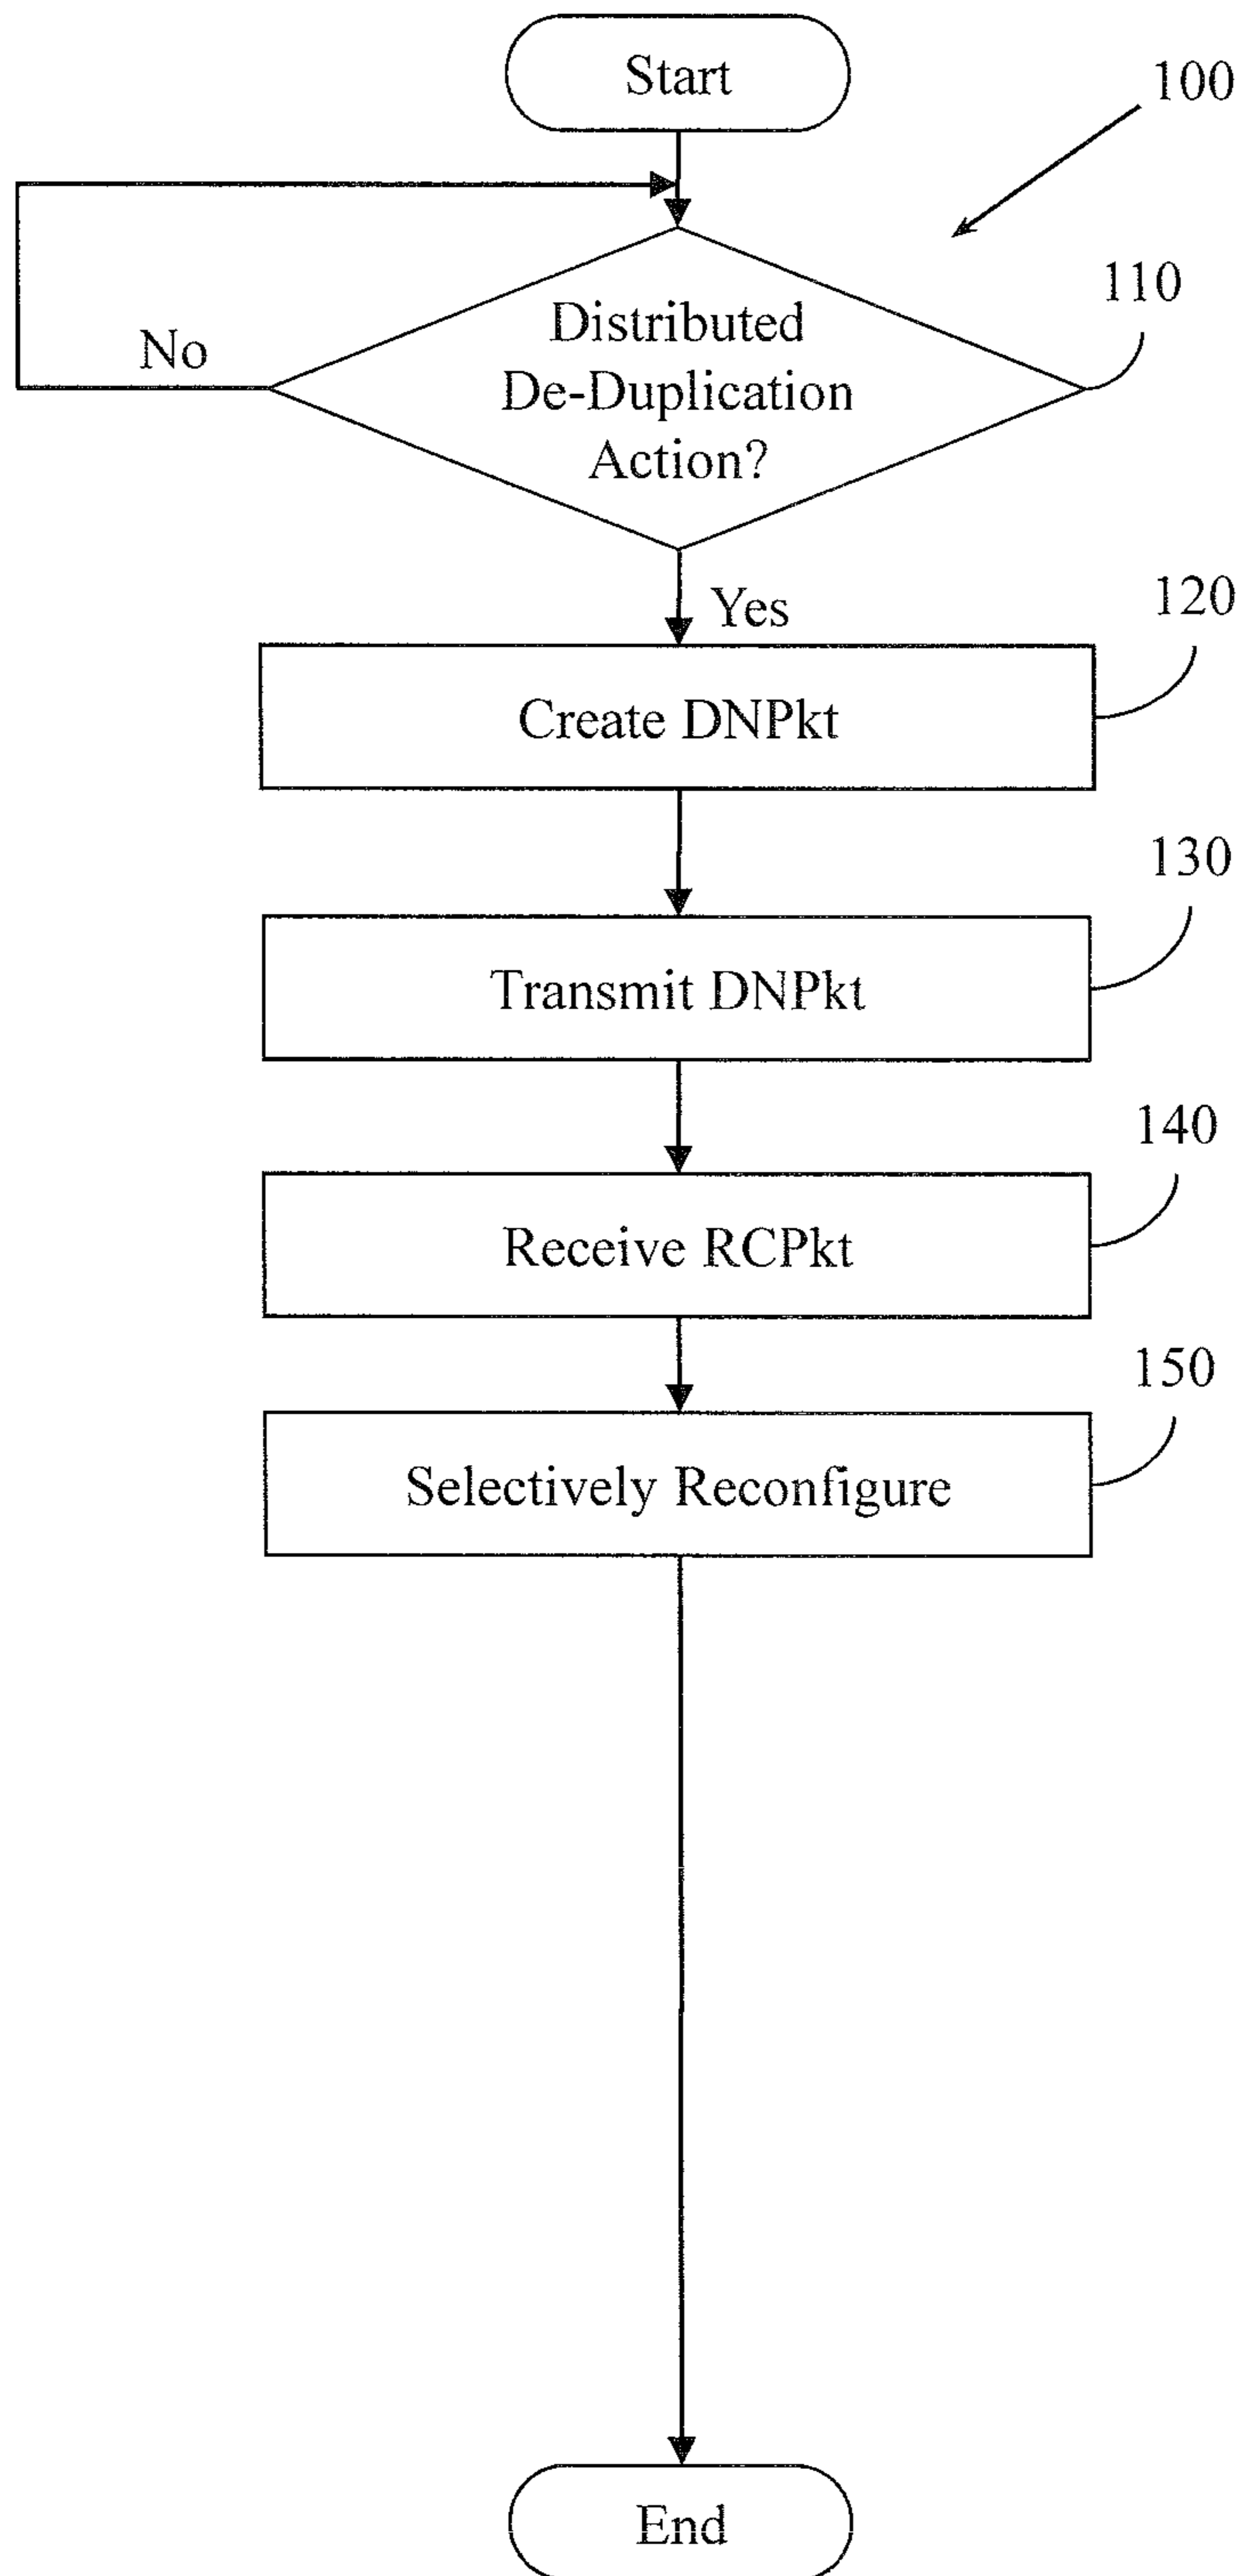 Start
100
110
Distributed
De-Duplication
Action?
No
Yes
120
Create DNPkt
130
Transmit DNPkt
140
Receive RCPkt
150
Selectively Reconfigure
End